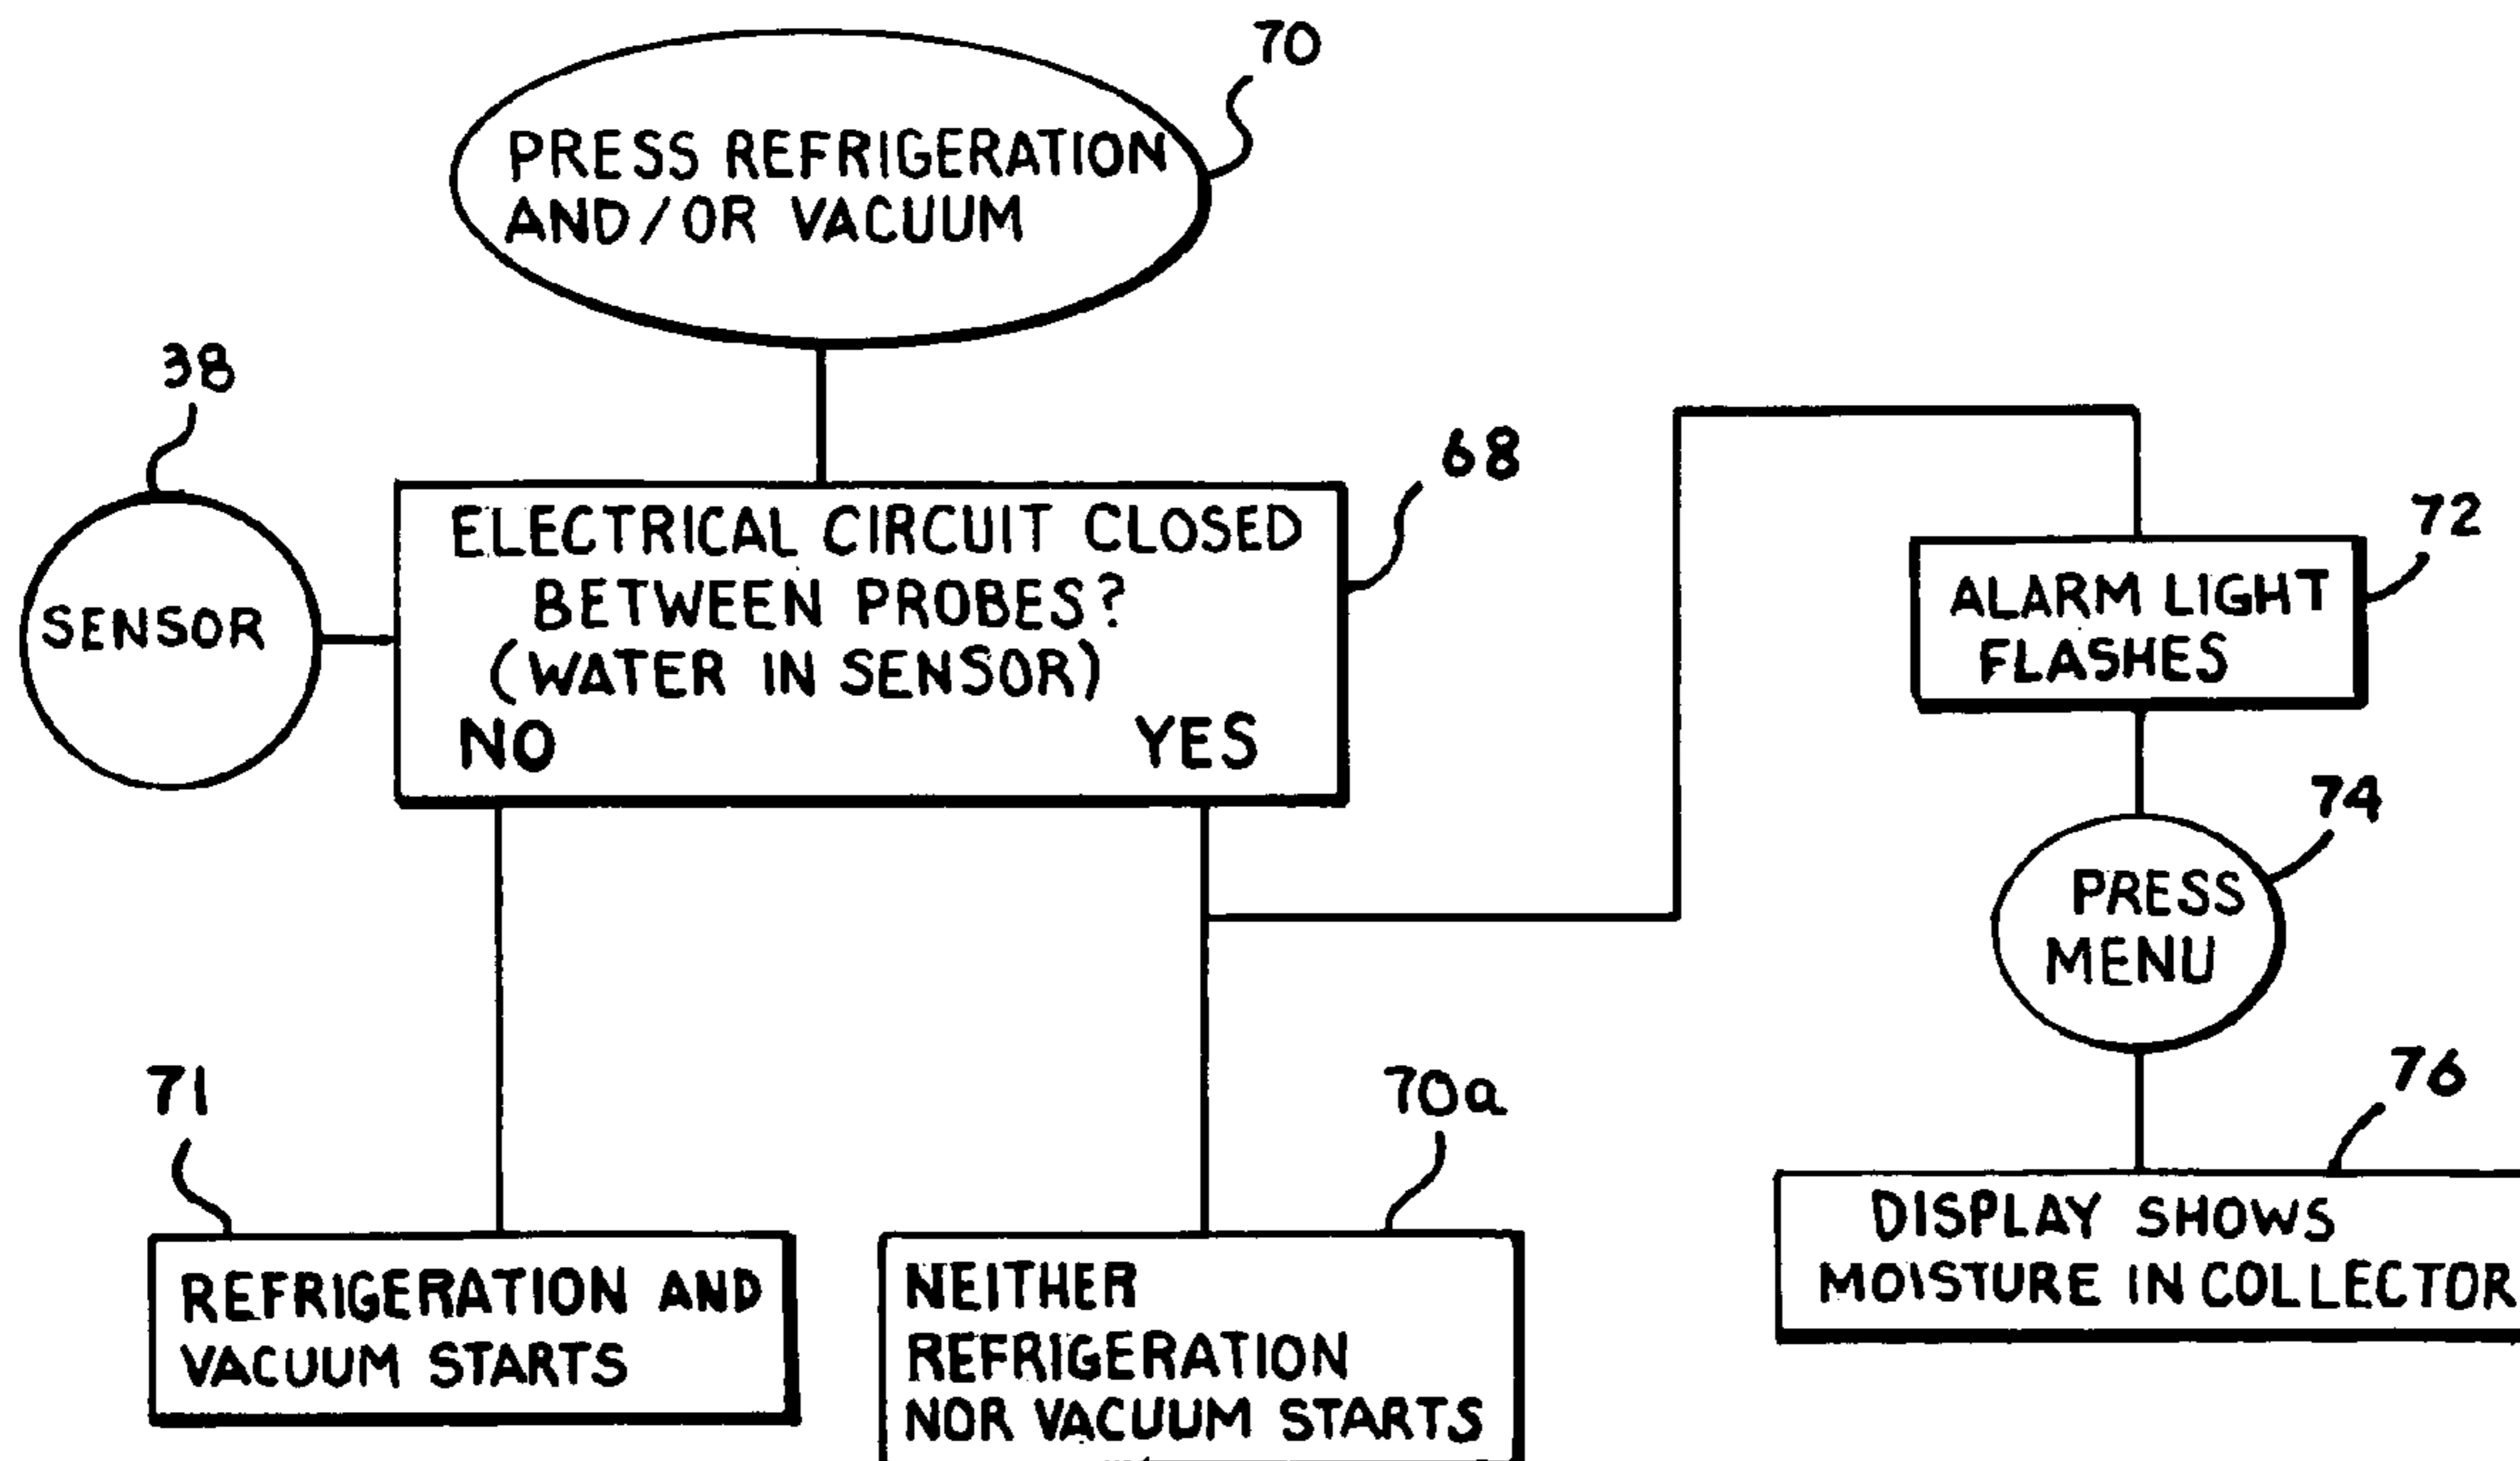 70
PRESS REFRIGERATION
AND/OR VACUUM
38
SENSOR
68
ELECTRICAL CIRCUIT CLOSED
BETWEEN PROBES?
(WATER IN SENSOR)
NO YES
72
ALARM LIGHT
FLASHES
74
PRESS
MENU
71
REFRIGERATION AND
VACUUM STARTS
70a
NEITHER
REFRIGERATION
NOR VACUUM STARTS
76
DISPLAY SHOWS
MOISTURE IN COLLECTOR